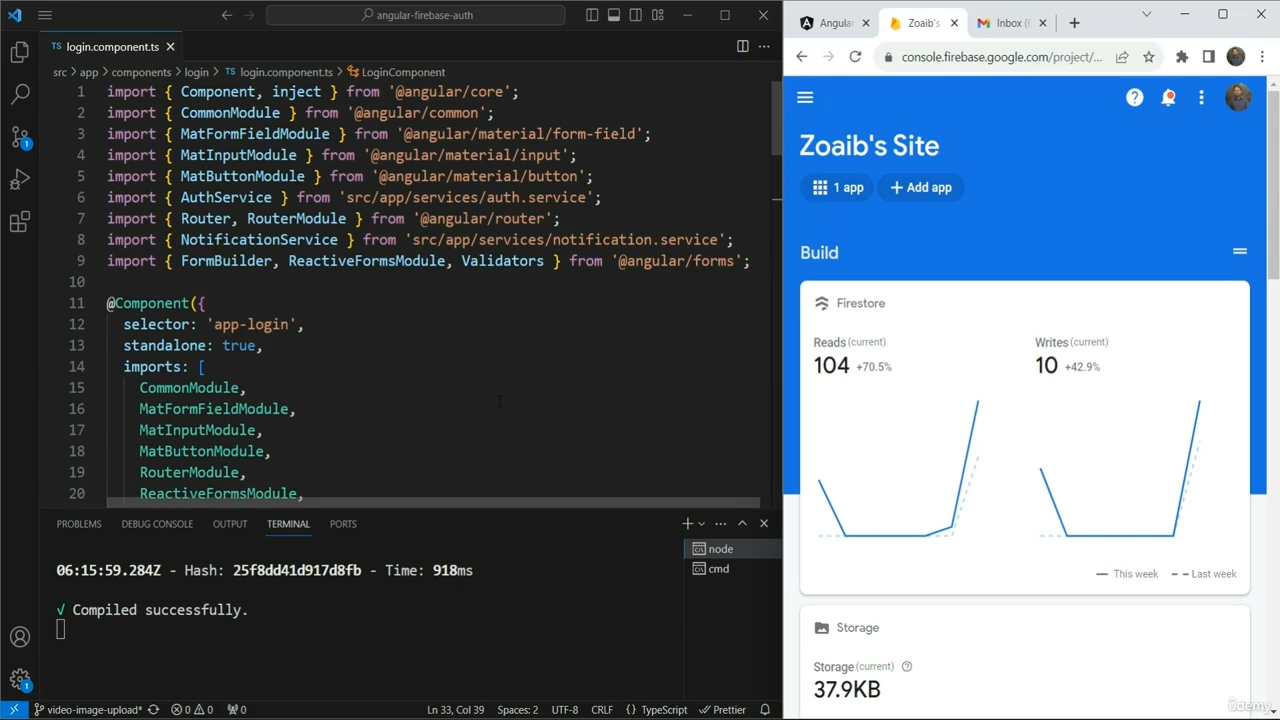 angular-firebase-auth
login.component.ts
src > app > components > login > TS login.component.ts > LoginComponent
1 import { Component, inject } from '@angular/core';
2 import { CommonModule } from '@angular/common';
3 import { MatFormFieldModule } from '@angular/material/form-field';
4 import { MatInputModule } from '@angular/material/input';
5 import { MatButtonModule } from '@angular/material/button';
6 import { AuthService } from 'src/app/services/auth.service';
7 import { Router, RouterModule } from '@angular/router';
8 import { NotificationService } from 'src/app/services/notification.service';
9 import { FormBuilder, ReactiveFormsModule, Validators } from '@angular/forms';
10
11 @Component({
12 selector: 'app-login',
13 standalone: true,
14 imports: [
15 CommonModule,
16 MatFormFieldModule,
17 MatInputModule,
18 MatButtonModule,
19 RouterModule,
20 ReactiveFormsModule,
PROBLEMS DEBUG CONSOLE OUTPUT TERMINAL PORTS
node
cmd
06:15:59.284Z - Hash: 25f8dd41d917d8fb - Time: 918ms
√ Compiled successfully.
video-image-upload* 0 0 0 Ln 33, Col 39 Spaces: 2 UTF-8 CRLF {} TypeScript Prettier
Angular Zoaib's Inbox (6
console.firebase.google.com/project/...
Zoaib's Site
1 app + Add app
Build
Firestore
Reads (current) Writes (current)
104 +70.5% 10 +42.9%
This week Last week
Storage
Storage (current)
37.9KB
ûdemy